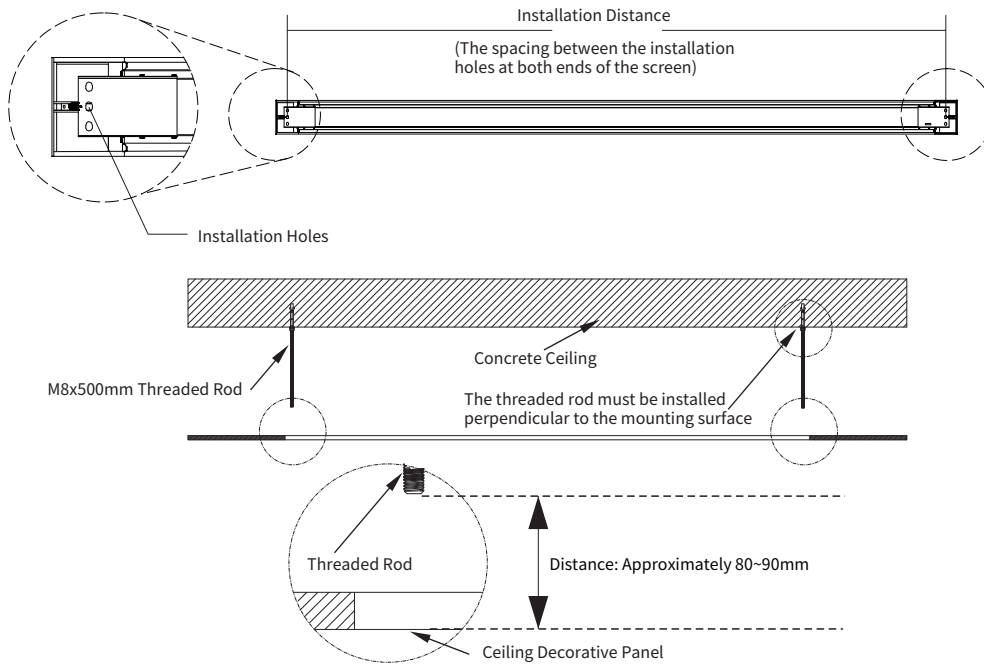 Installation Distance
(The spacing between the installation
holes at both ends of the screen)
Installation Holes
Concrete Ceiling
M8x500mm Threaded Rod
The threaded rod must be installed
perpendicular to the mounting surface
Threaded Rod
Distance: Approximately 80~90mm
Ceiling Decorative Panel